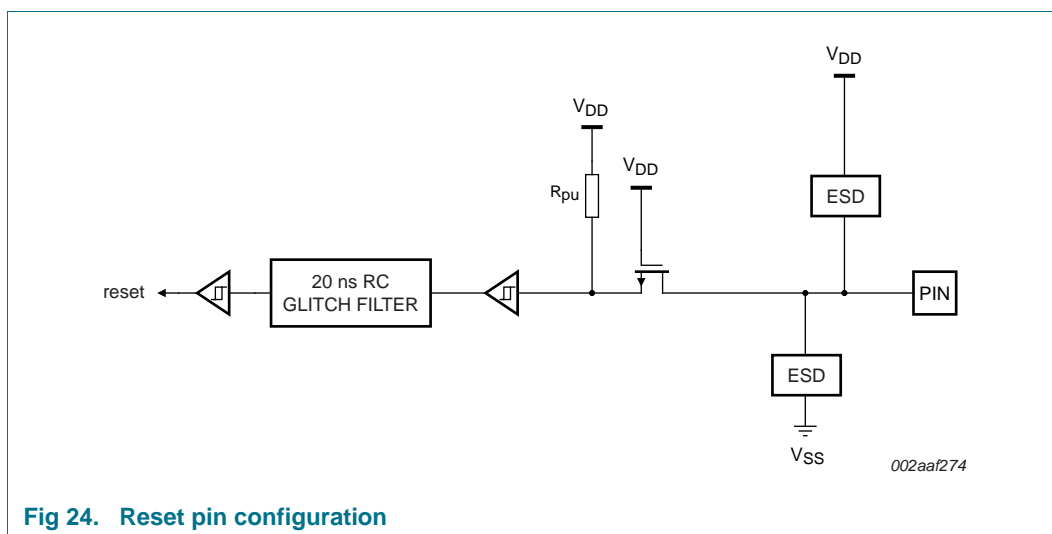 VDD
VDD
VDD
Rpu
ESD
reset
20 ns RC
GLITCH FILTER
PIN
ESD
VSS
002aaf274
Fig 24. Reset pin configuration